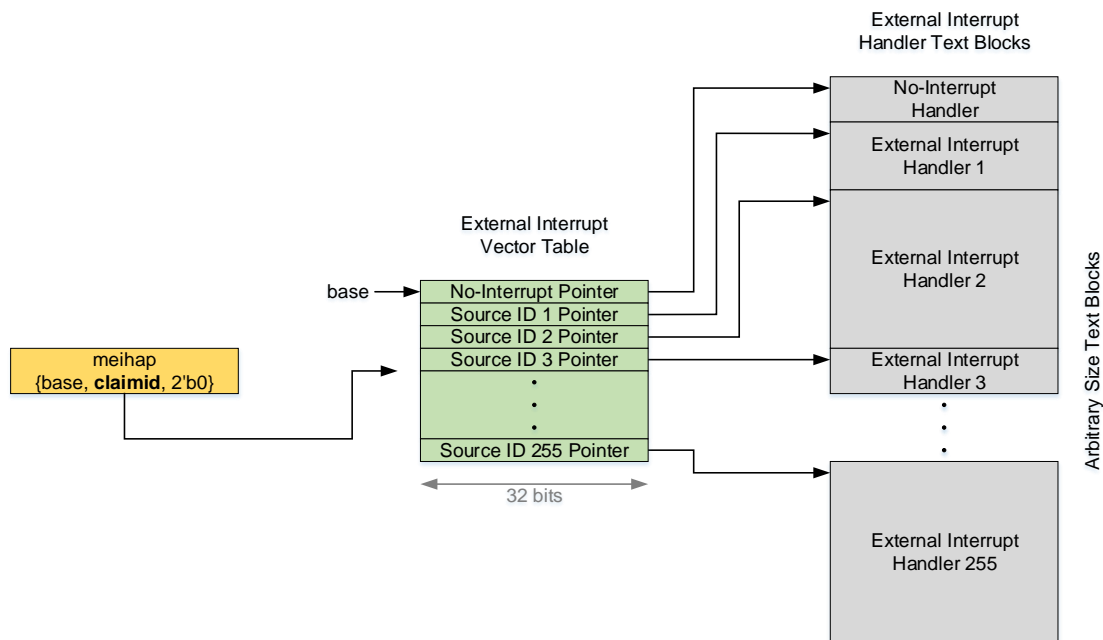 External Interrupt
Handler Text Blocks
No-Interrupt
Handler
External Interrupt
Handler 1
External Interrupt
Vector Table
External Interrupt
Handler 2
base
No-Interrupt Pointer
Source ID 1 Pointer
Source ID 2 Pointer
Source ID 3 Pointer
meihap
{base, claimid, 2'b0}
External Interrupt
Handler 3
Source ID 255 Pointer
32 bits
External Interrupt
Handler 255
Arbitrary Size Text Blocks